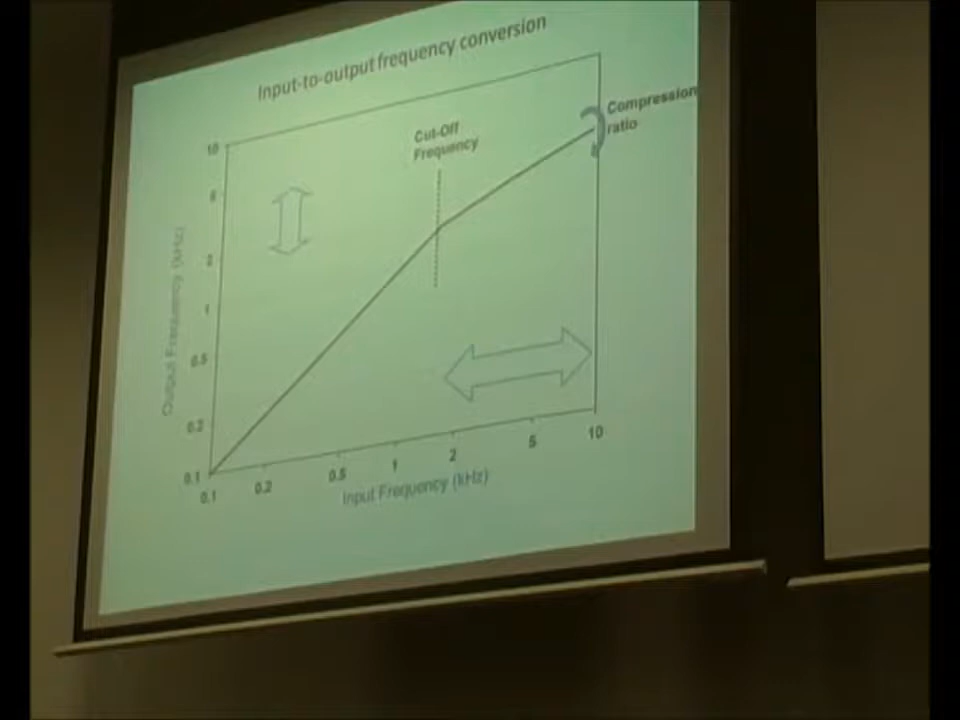 Input-to-output frequency conversion
Cut-Off
Frequency
Compression
ratio
10
5
2
1
0.5
0.2
0.1
Output Frequency (kHz)
0.1
0.2
0.5
1
2
5
10
Input Frequency (kHz)